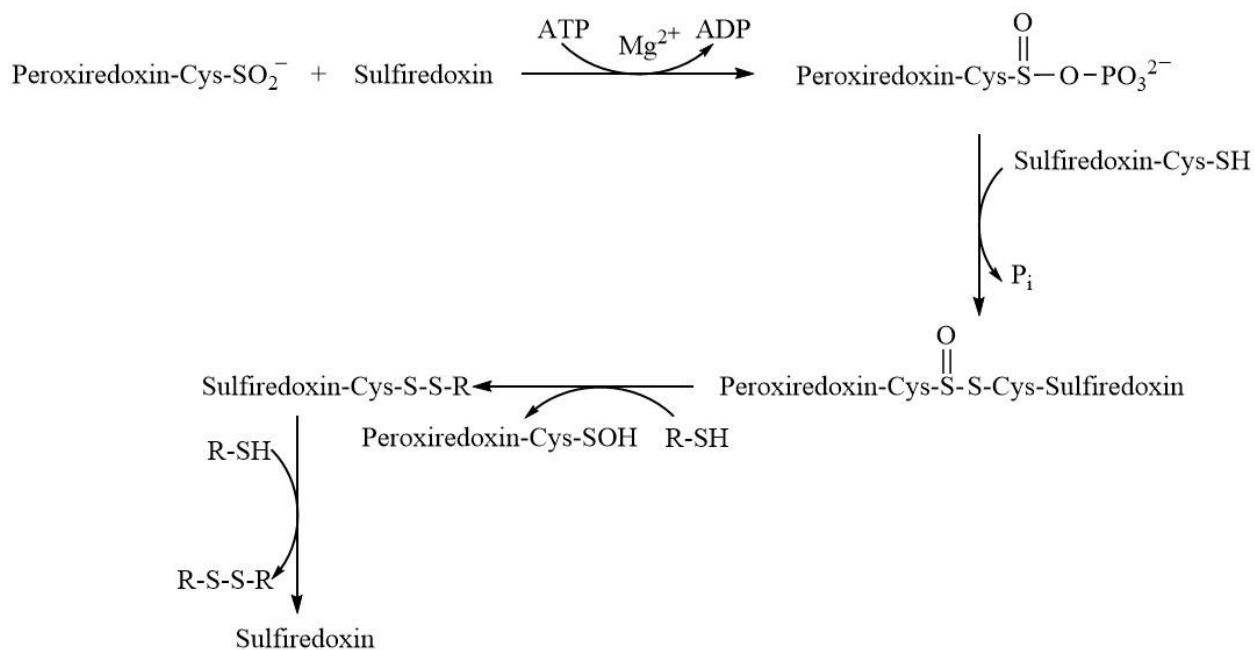 ATP Mg²⁺ ADP
O
Peroxiredoxin-Cys-SO₂⁻ + Sulfiredoxin Peroxiredoxin-Cys-S-O-PO₃²⁻
Sulfiredoxin-Cys-SH
Pᵢ
O
Sulfiredoxin-Cys-S-S-R Peroxiredoxin-Cys-S-S-Cys-Sulfiredoxin
Peroxiredoxin-Cys-SOH R-SH
R-SH
R-S-S-R
Sulfiredoxin